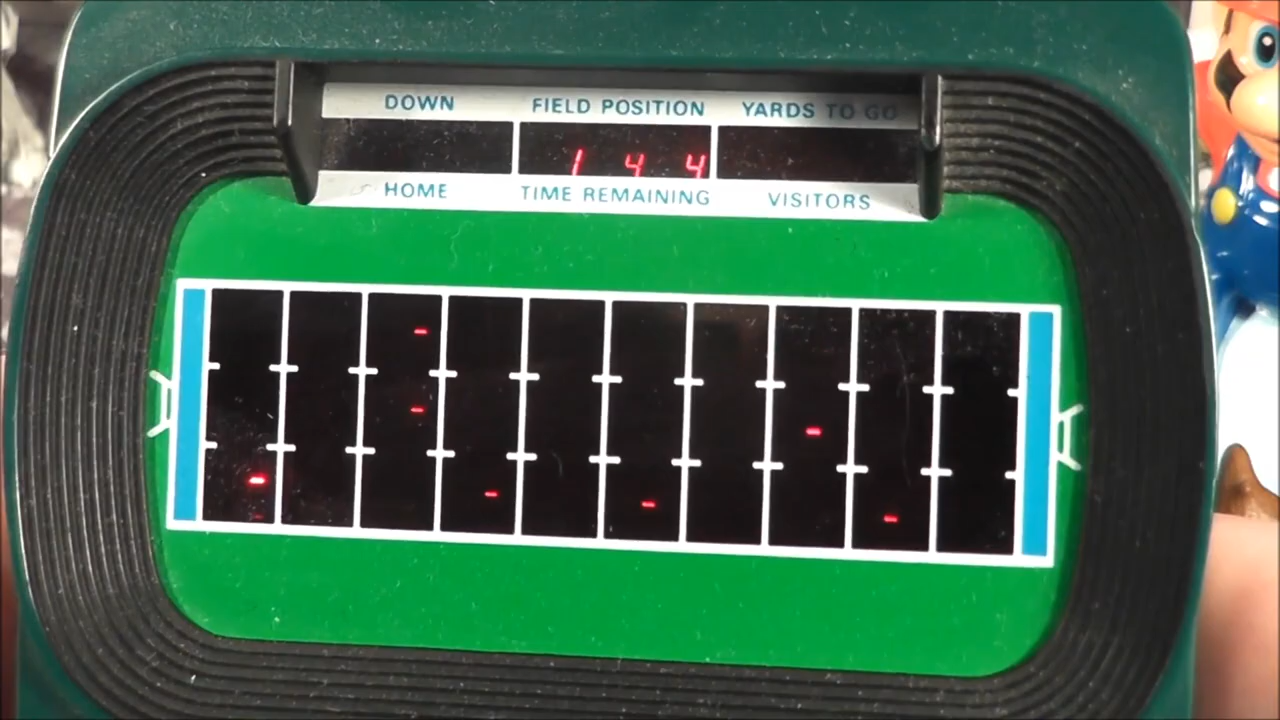 DOWN FIELD POSITION YARDS TO GO
1 4 4
HOME TIME REMAINING VISITORS